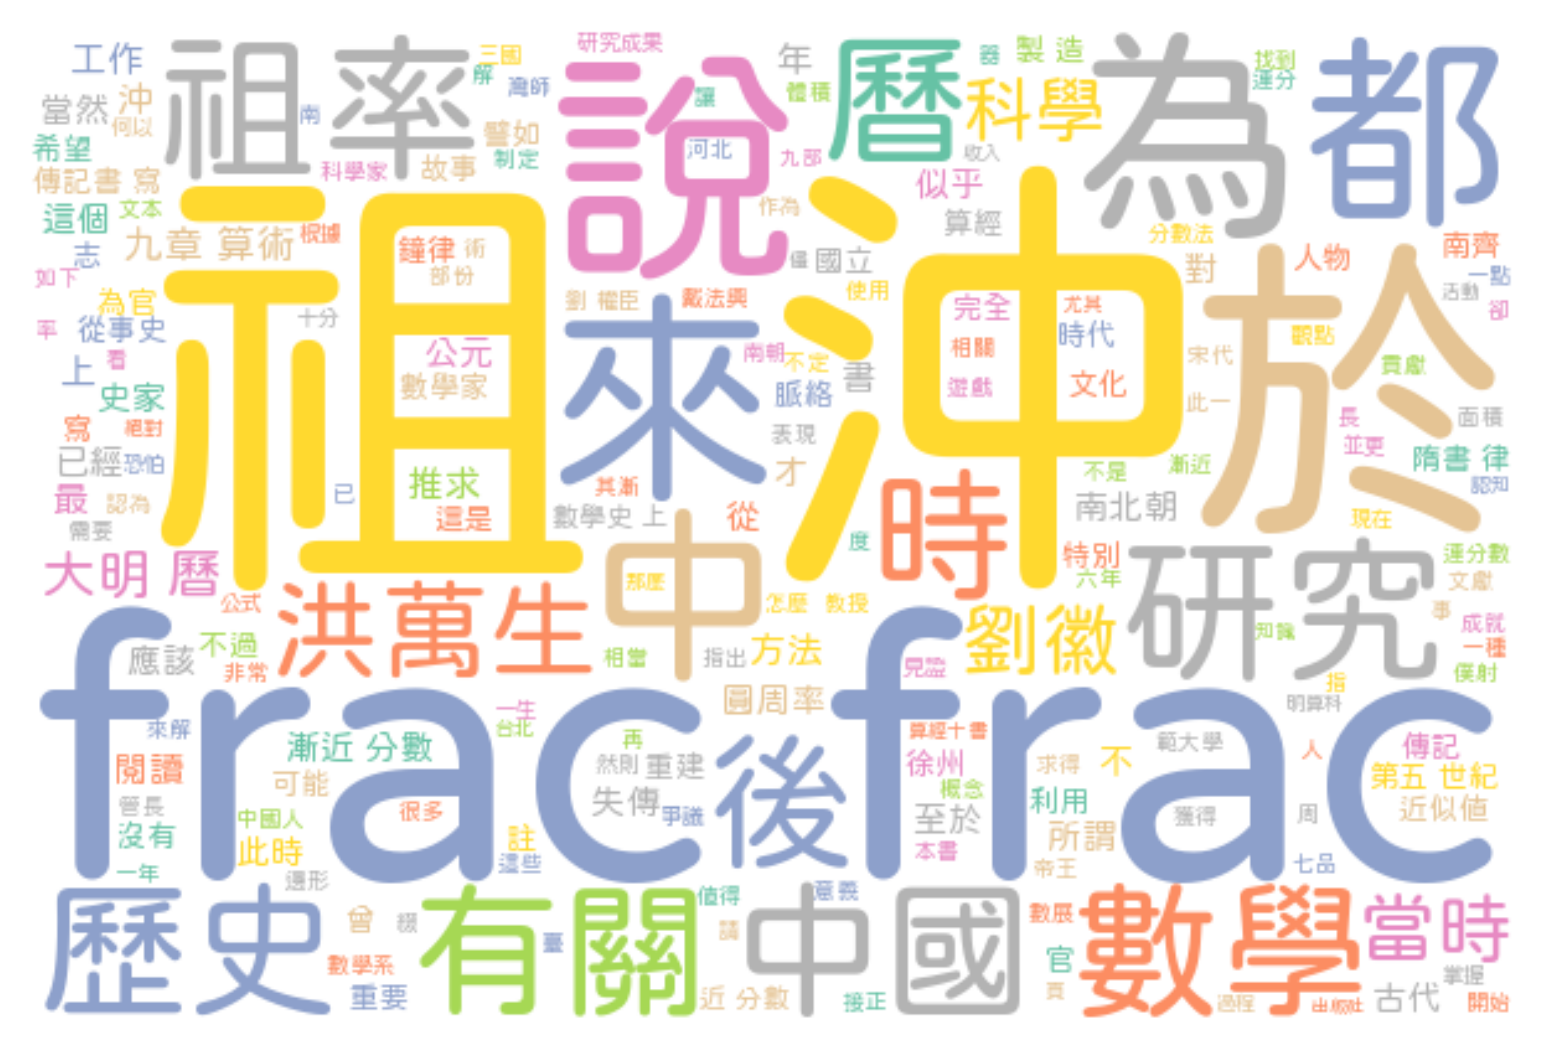 工作
祖率
三國
解
研究成果
年
曆
器
製 造
找到
連分
為
都
當然
沖
何以
南
灣師
說
讓
體積
科學
希望
科學家
故事
譬如
制定
河北
九部
收入
傳記書 寫
似乎
這個
文本
九章 算術
根據
志
祖
沖
鐘律
術
部份
作為
算經
僅
國立
分數法
對
人物
南齊
如下
為官
十分
劉 權臣
戴法興
使用
完全
尤其
於
一點
活動
卻
率
從事史
上
看
公元
數學家
來
南朝
不定
書
脈絡
相關
時代
遊戲
文化
宋代
觀點
貢獻
此一
史家
寫
絕對
已經
恐怕
表現
長
面積
並更
隋書 律
認知
最
認為
需要
推求
已
這是
其漸
才
數學史 上
從
度
時
不是
漸近
南北朝
現在
大明 曆
公式
洪萬生
中
那麼
怎麼 教授
特別
六年
劉徽
研究
連分數
文獻
事
知識
成就
一種
僕射
應該
不過
非常
相當
指出
方法
見識
指
frac frac
圓周率
來解
一生
台北
算經十書
明算科
漸近 分數
再
然則
重建
後
徐州
求得
不
範大學
人
傳記
閱讀
可能
失傳
爭議
概念
第五 世紀
近似值
營長
很多
至於
利用
獲得
周
沒有
中國人
此時
註
這些
本書
所謂
帝王
七品
一年
邊形
歷史
曾
綴
有關
臺
值得
意義
中國
請
數展
數學
當時
數學系
重要
近 分數
接正
官
頁
過程
出版社
古代
掌握
開始